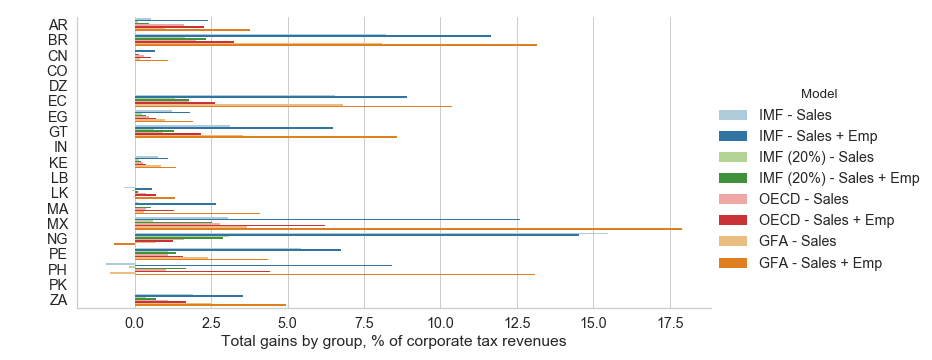 AR
BR
CN
CO
DZ
EC
EG
GT
IN
KE
LB
LK
MA
MX
NG
PE
PH
PK
ZA
0.0 2.5 5.0 7.5 10.0 12.5 15.0 17.5
Total gains by group, % of corporate tax revenues
Model
IMF - Sales
IMF - Sales + Emp
IMF (20%) - Sales
IMF (20%) - Sales + Emp
OECD - Sales
OECD - Sales + Emp
GFA - Sales
GFA - Sales + Emp